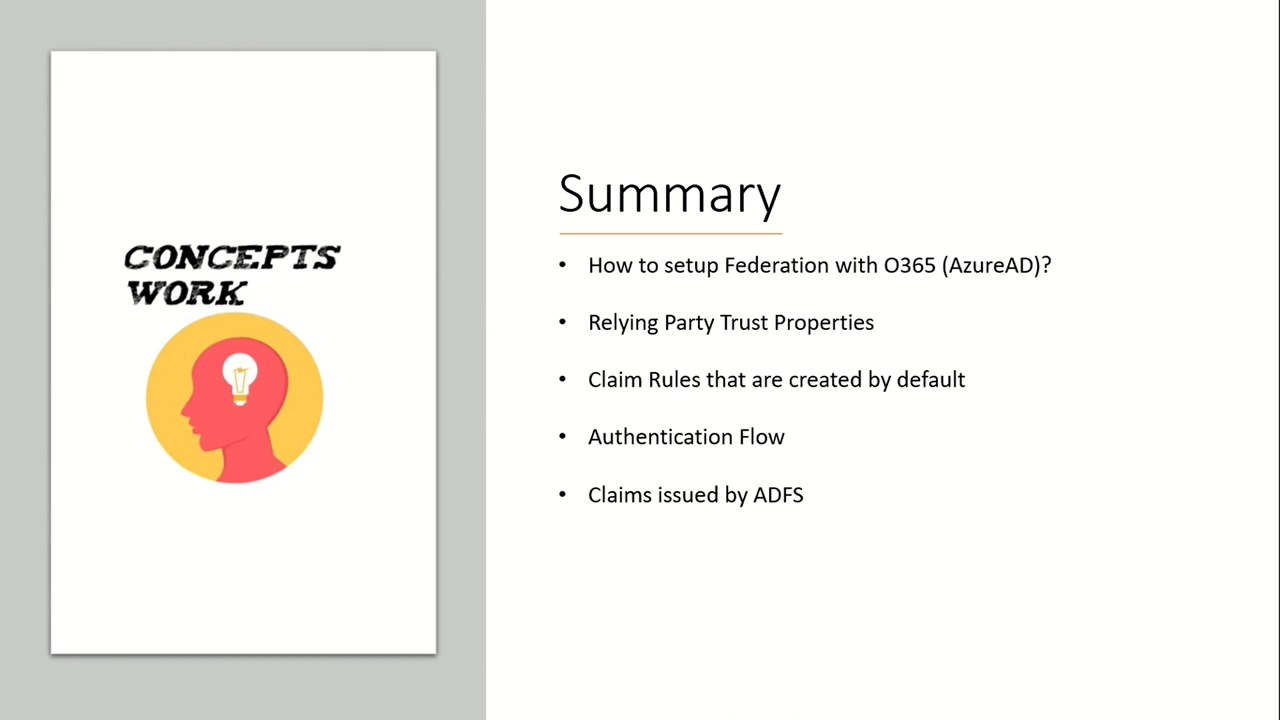 CONCEPTS
WORK
Summary
• How to setup Federation with O365 (AzureAD)?
• Relying Party Trust Properties
• Claim Rules that are created by default
• Authentication Flow
• Claims issued by ADFS